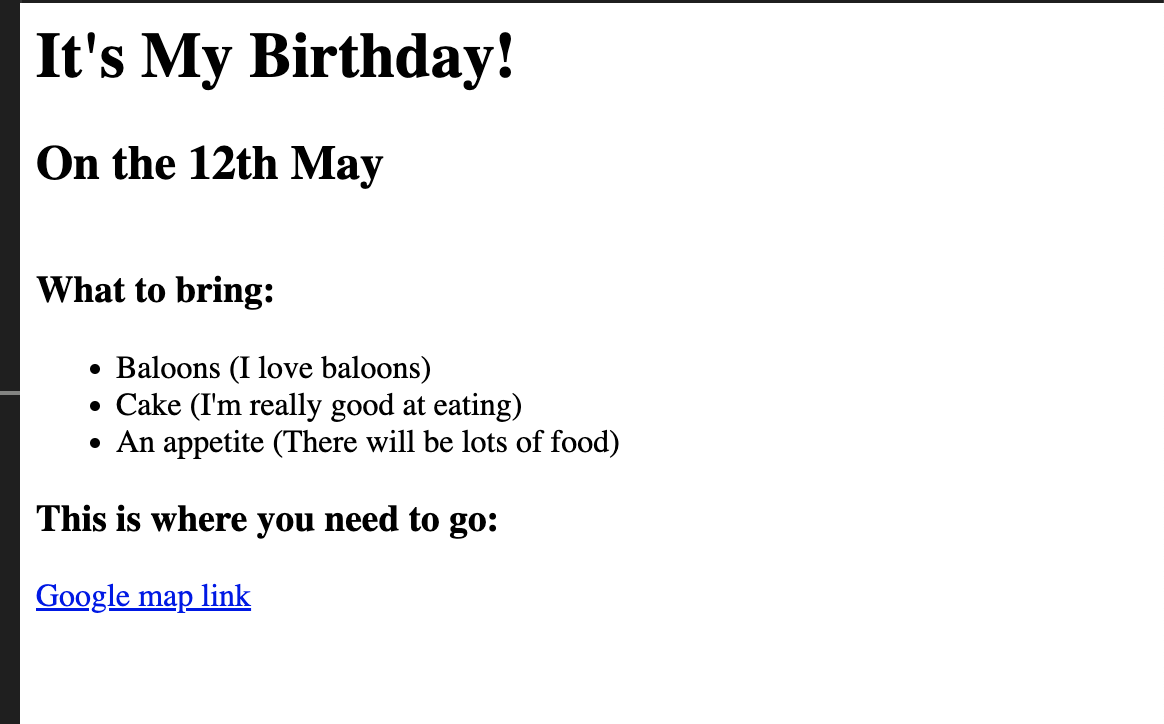 It's My Birthday!
On the 12th May
What to bring:
• Baloons (I love baloons)
• Cake (I'm really good at eating)
• An appetite (There will be lots of food)
This is where you need to go:
Google map link